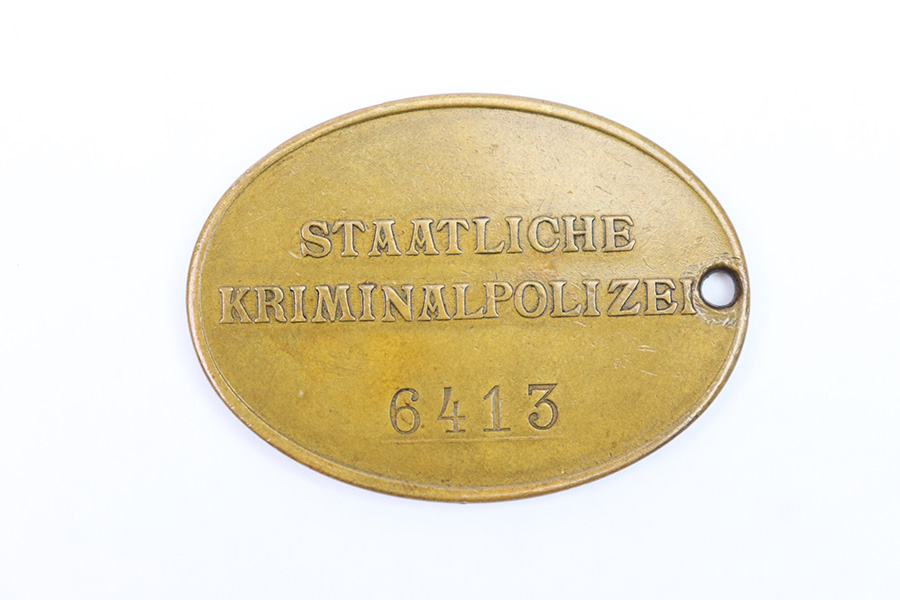 STAATLICHE
KRIMINALPOLIZEI
6413